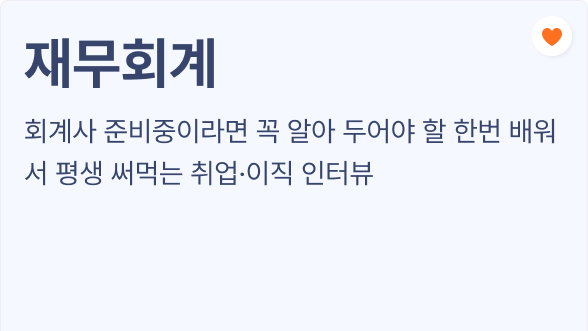 재무회계
회계사 준비중이라면 꼭 알아 두어야 할 한번 배워
서 평생 써먹는 취업·이직 인터뷰